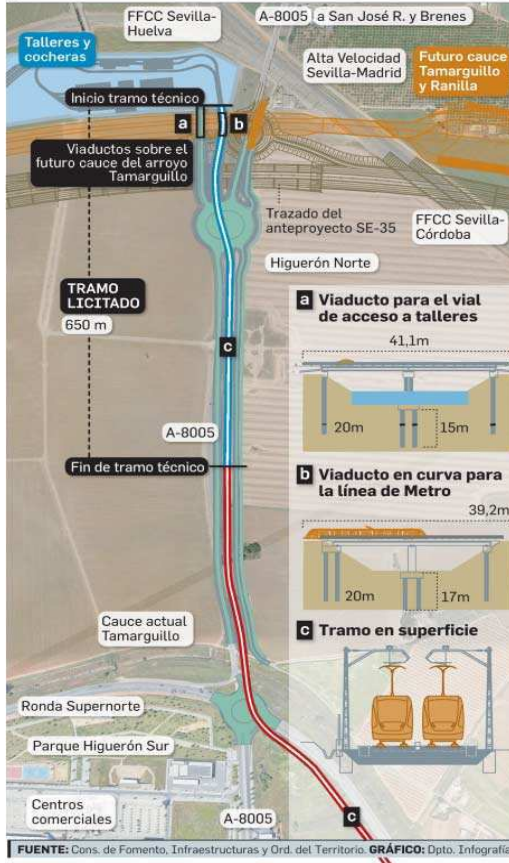 FFCC Sevilla-
Huelva
A-8005
a San José R. y Brenes
Talleres y
cocheras
Alta Velocidad
Sevilla-Madrid
Futuro cauce
Tamarguillo
y Ranilla
Inicio tramo técnico
a
b
Viaductos sobre el
futuro cauce del arroyo
Tamarguillo
Trazado del
anteproyecto SE-35
FFCC Sevilla-
Córdoba
Higuerón Norte
TRAMO
LICITADO
650 m
c
A-8005
Fin de tramo técnico
a Viaducto para el vial
de acceso a talleres
41,1m
20m
15m
b Viaducto en curva para
la línea de Metro
39,2m
20m
17m
c Tramo en superficie
Cauce actual
Tamarguillo
Ronda Supernorte
Parque Higuerón Sur
Centros
comerciales
A-8005
c
FUENTE: Cons. de Fomento, Infraestructuras y Ord. del Territorio. GRÁFICO: Dpto. Infografía